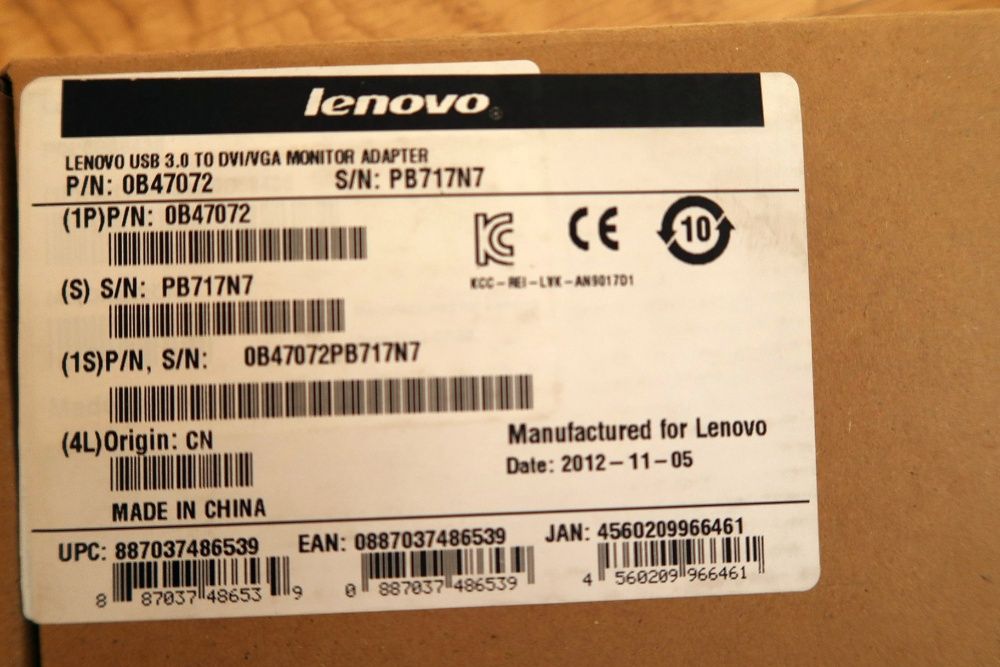 lenovo
LENOVO USB 3.0 TO DVI/VGA MONITOR ADAPTER
P/N: 0B47072 S/N: PB717N7
(1P)P/N: 0B47072
KC CE 10
KCC-REI-LVK-AN9017D1
(S) S/N: PB717N7
(1S)P/N, S/N: 0B47072PB717N7
(4L)Origin: CN
Manufactured for Lenovo
Date: 2012-11-05
MADE IN CHINA
UPC: 887037486539 EAN: 0887037486539 JAN: 4560209966461
8 87037 48653 9 0 887037 486539 4 560209 966461